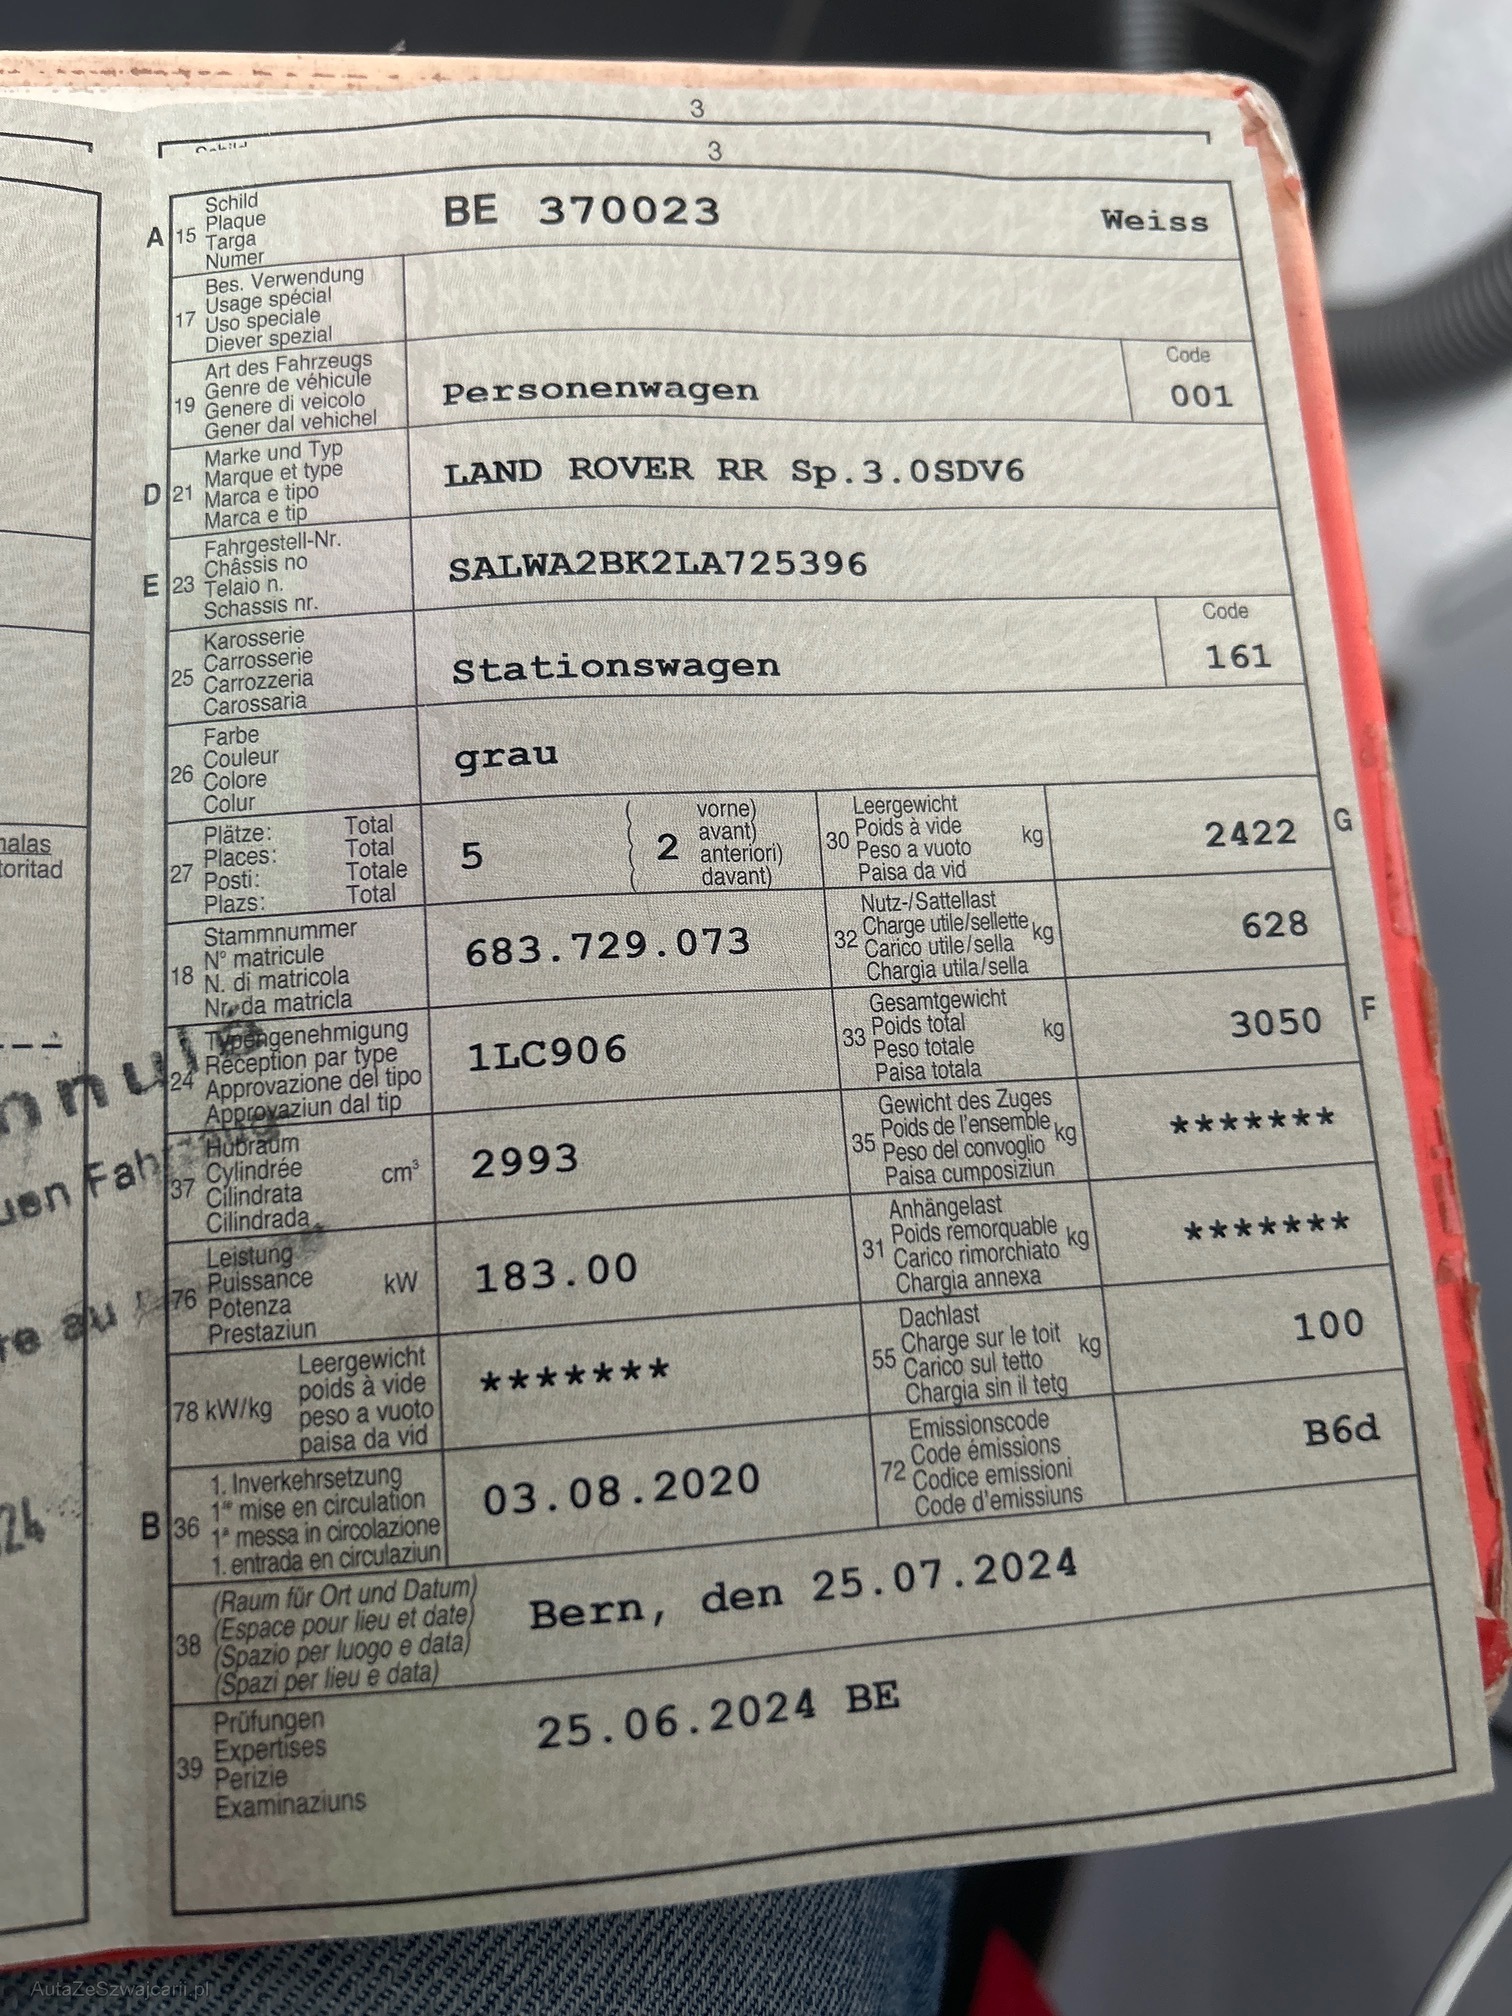 3
3
A 15 Schild
Plaque
Targa
Numer
BE 370023 Weiss
17 Bes. Verwendung
Usage spécial
Uso speciale
Diever spezial
19 Art des Fahrzeugs
Genre de véhicule
Genere di veicolo
Gener dal vehichel
Personenwagen
Code
001
D 21 Marke und Typ
Marque et type
Marca e tipo
Marca e tip
LAND ROVER RR Sp.3.0SDV6
E 23 Fahrgestell-Nr.
Châssis no
Telaio n.
Schassis nr.
SALWA2BK2LA725396
25 Karosserie
Carrosserie
Carrozzeria
Carossaria
Stationswagen
Code
161
26 Farbe
Couleur
Colore
Colur
grau
27 Plätze: Total
Places: Total
Posti: Totale
Plazs: Total
5
2
vorne)
avant)
anteriori)
davant)
30 Leergewicht
Poids à vide
Peso a vuoto
Paisa da vid
kg
2422
G
18 Stammnummer
N° matricule
N. di matricola
Nr. da matricla
683.729.073
32 Nutz-/Sattellast
Charge utile/sellette
Carico utile/sella
Chargia utila/sella
kg
628
24 Typengenehmigung
Réception par type
Approvazione del tipo
Approvaziun dal tip
1LC906
33 Gesamtgewicht
Poids total
Peso totale
Paisa totala
kg
3050
F
37 Hubraum
Cylindrée
Cilindrata
Cilindrada
cm³
2993
35 Gewicht des Zuges
Poids de l'ensemble
Peso del convoglio
Paisa cumposiziun
kg
*******
76 Leistung
Puissance
Potenza
Prestaziun
kW
183.00
31 Anhängelast
Poids remorquable
Carico rimorchiato
Chargia annexa
kg
*******
78 kW/kg
Leergewicht
poids à vide
peso a vuoto
paisa da vid
*******
55 Dachlast
Charge sur le toit
Carico sul tetto
Chargia sin il tetg
kg
100
B 36 1. Inverkehrsetzung
1re mise en circulation
1a messa in circolazione
1. entrada en circulaziun
03.08.2020
72 Emissionscode
Code émissions
Codice emissioni
Code d'emissiuns
B6d
38 (Raum für Ort und Datum)
(Espace pour lieu et date)
(Spazio per luogo e data)
(Spazi per lieu e data)
Bern, den 25.07.2024
39 Prüfungen
Expertises
Perizie
Examinaziuns
25.06.2024 BE
AutaZeSzwajcarii.pl